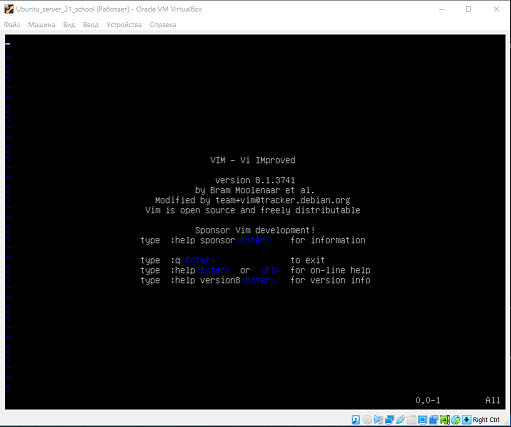 Ubuntu_server_21_school [Работает] - Oracle VM VirtualBox
Файл Машина Вид Ввод Устройства Справка
VIM - Vi IMproved
version 8.1.3741
by Bram Moolenaar et al.
Modified by team+vim@tracker.debian.org
Vim is open source and freely distributable
Sponsor Vim development!
type :help sponsor<Enter> for information
type :q<Enter> to exit
type :help<Enter> or <F1> for on-line help
type :help version8<Enter> for version info
0,0-1 All
Right Ctrl